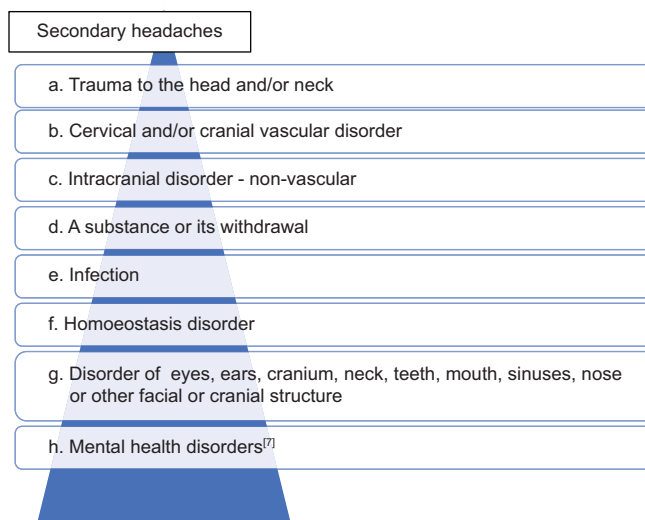 Secondary headaches
a. Trauma to the head and/or neck
b. Cervical and/or cranial vascular disorder
c. Intracranial disorder - non-vascular
d. A substance or its withdrawal
e. Infection
f. Homoeostasis disorder
g. Disorder of eyes, ears, cranium, neck, teeth, mouth, sinuses, nose
or other facial or cranial structure
h. Mental health disorders[7]